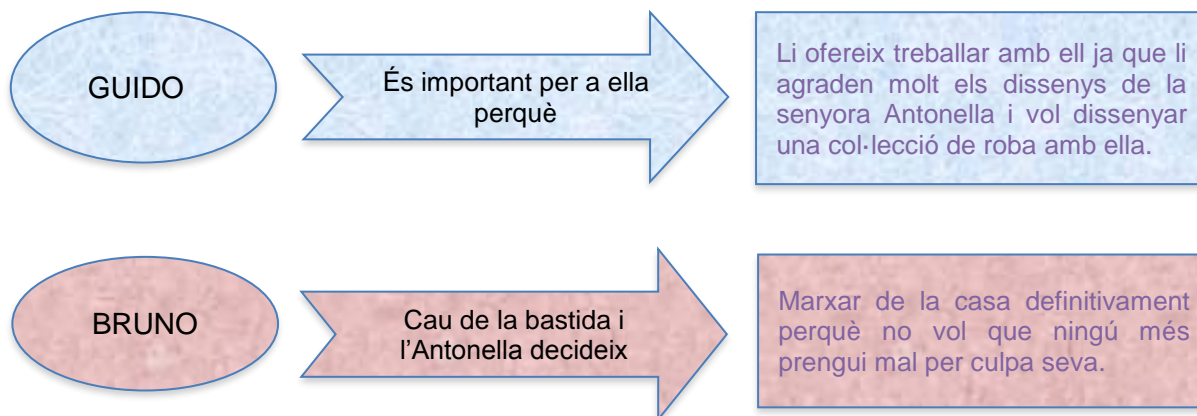 GUIDO
És important per a ella
perquè
Li ofereix treballar amb ell ja que li
agraden molt els dissenys de la
senyora Antonella i vol dissenyar
una col·lecció de roba amb ella.
BRUNO
Cau de la bastida i
l’Antonella decideix
Marxar de la casa definitivament
perquè no vol que ningú més
prengui mal per culpa seva.